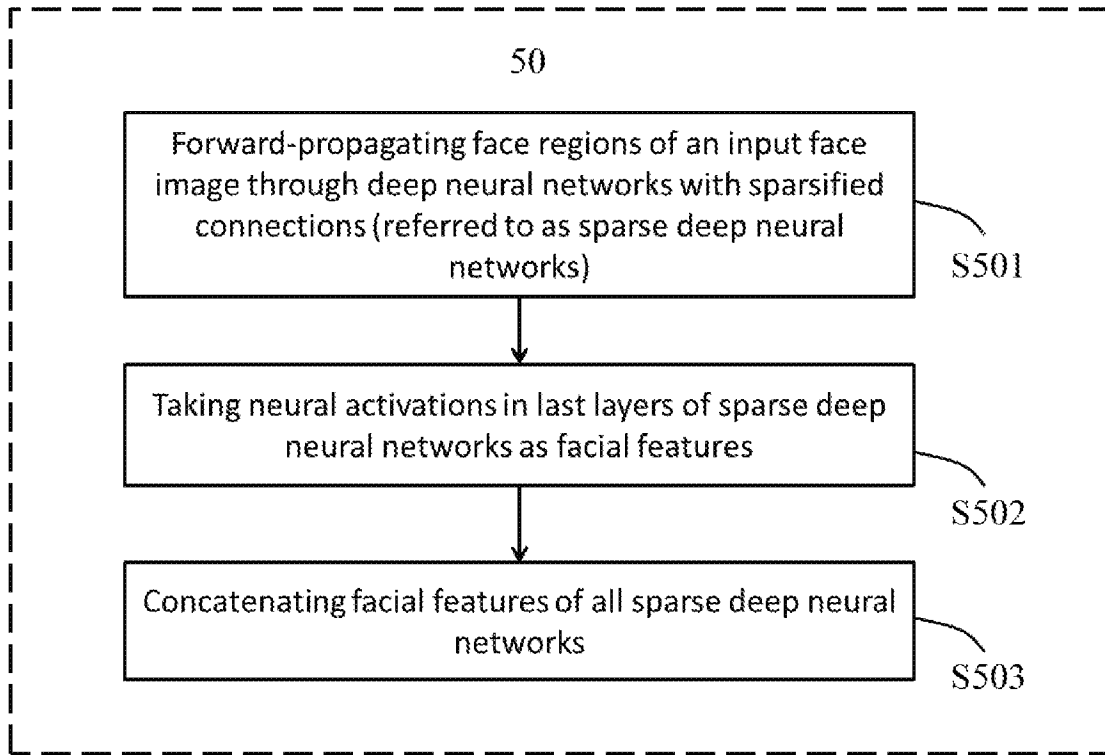 50
Forward-propagating face regions of an input face
image through deep neural networks with sparsified
connections (referred to as sparse deep neural
networks)
S501
Taking neural activations in last layers of sparse deep
neural networks as facial features
S502
Concatenating facial features of all sparse deep neural
networks
S503